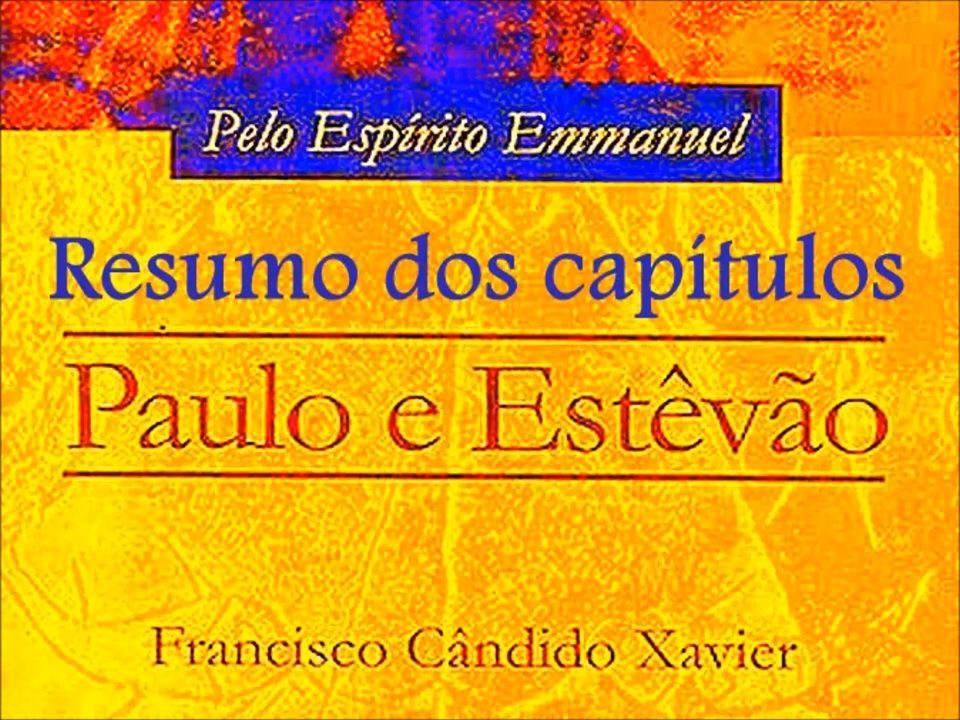 Pelo Espírito Emmanuel
Resumo dos capítulos
Paulo e Estêvão
Francisco Cândido Xavier